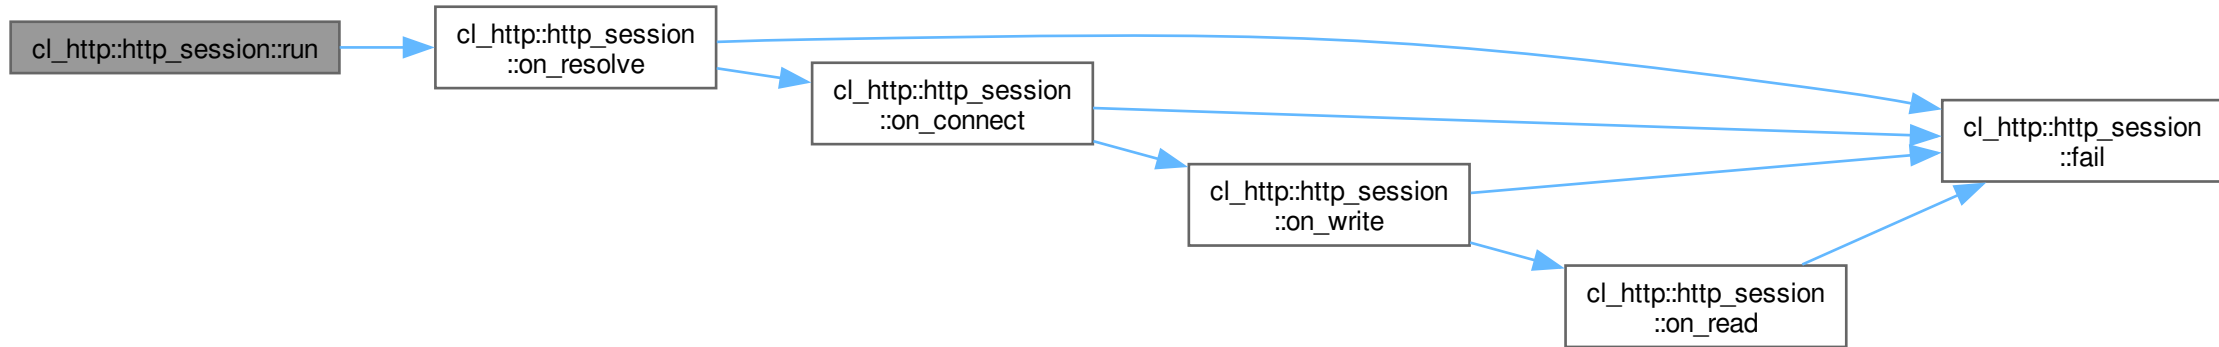 cl_http::http_session::run
cl_http::http_session
::on_resolve
cl_http::http_session
::on_connect
cl_http::http_session
::on_write
cl_http::http_session
::on_read
cl_http::http_session
::fail